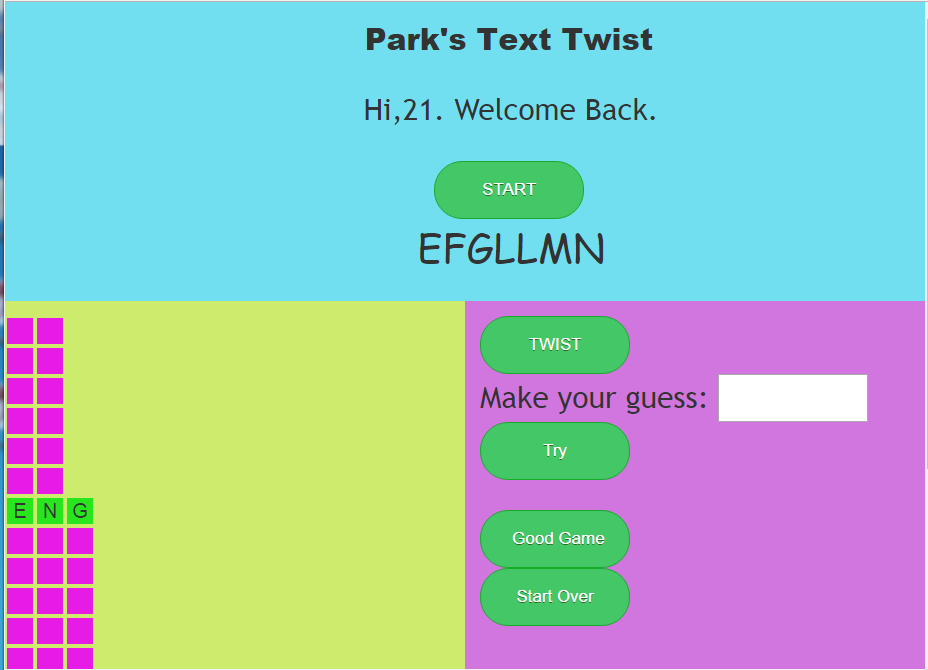 Park's Text Twist
Hi,21. Welcome Back.
START
EFGLLMN
TWIST
Make your guess:
Try
E N G
Good Game
Start Over